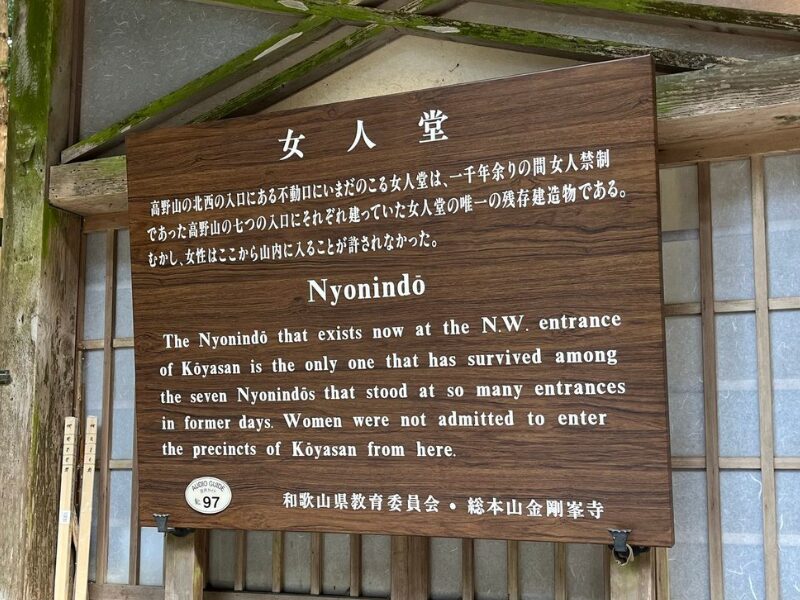 女人堂
高野山の北西の入口にある不動口にいまだのこる女人堂は、一千年余りの間女人禁制
であった高野山の七つの入口にそれぞれ建っていた女人堂の唯一の残存建造物である。
むかし、女性はここから山内に入ることが許されなかった。
Nyonindō
The Nyonindō that exists now at the N.W. entrance
of Kōyasan is the only one that has survived among
the seven Nyonindōs that stood at so many entrances
in former days. Women were not admitted to enter
the precincts of Kōyasan from here.
AUDIO GUIDE
97
和歌山県教育委員会・総本山金剛峯寺